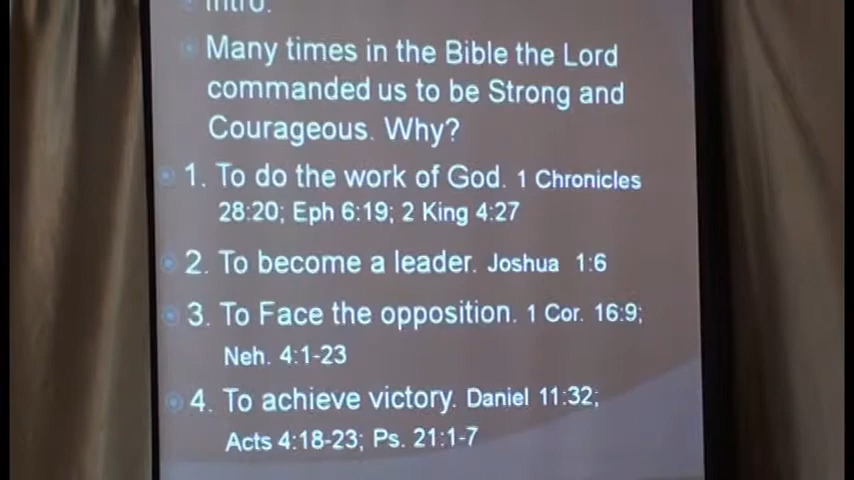 Intro.
Many times in the Bible the Lord
commanded us to be Strong and
Courageous. Why?
1. To do the work of God. 1 Chronicles
28:20; Eph 6:19; 2 King 4:27
2. To become a leader. Joshua 1:6
3. To Face the opposition. 1 Cor. 16:9;
Neh. 4:1-23
4. To achieve victory. Daniel 11:32;
Acts 4:18-23; Ps. 21:1-7